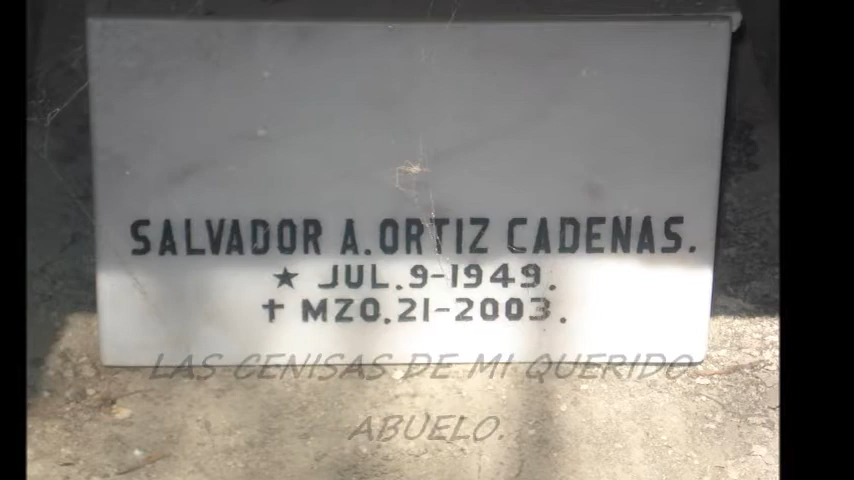 SALVADOR A. ORTIZ CADENAS.
★ JUL. 9-1949.
✝ MZO. 21-2003.
LAS CENISAS DE MI QUERIDO
ABUELO.